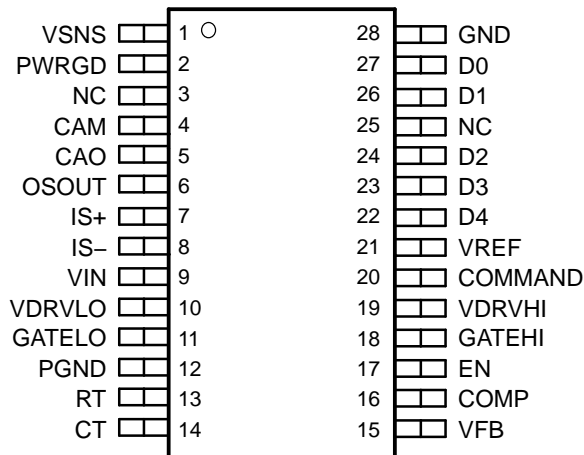 VSNS 1 28 GND
PWRGD 2 27 D0
NC 3 26 D1
CAM 4 25 NC
CAO 5 24 D2
OSOUT 6 23 D3
IS+ 7 22 D4
IS− 8 21 VREF
VIN 9 20 COMMAND
VDRVLO 10 19 VDRVHI
GATELO 11 18 GATEHI
PGND 12 17 EN
RT 13 16 COMP
CT 14 15 VFB